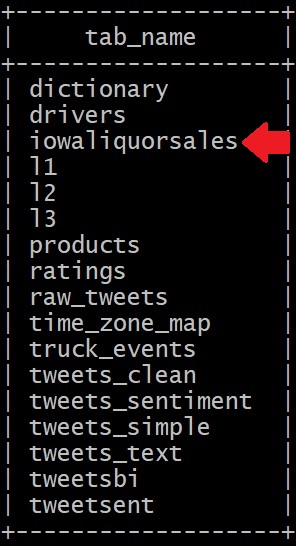 +--------------------+
|      tab_name      |
+--------------------+
| dictionary         |
| drivers            |
| iowaliquorsales    |
| l1                 |
| l2                 |
| l3                 |
| products           |
| ratings            |
| raw_tweets         |
| time_zone_map      |
| truck_events       |
| tweets_clean       |
| tweets_sentiment   |
| tweets_simple      |
| tweets_text        |
| tweetsbi           |
| tweetsent          |
+--------------------+